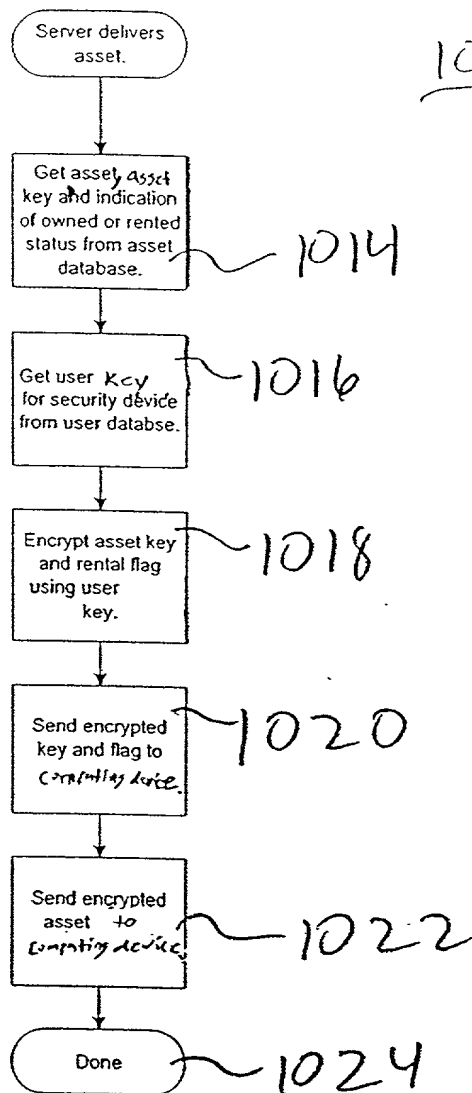 Server delivers
asset.
10
Get asset, asset
key and indication
of owned or rented
status from asset
database.
1014
Get user key
for security device
from user databse.
1016
Encrypt asset key
and rental flag
using user
key.
1018
Send encrypted
key and flag to
computing device.
1020
Send encrypted
asset to
computing device
1022
Done
1024